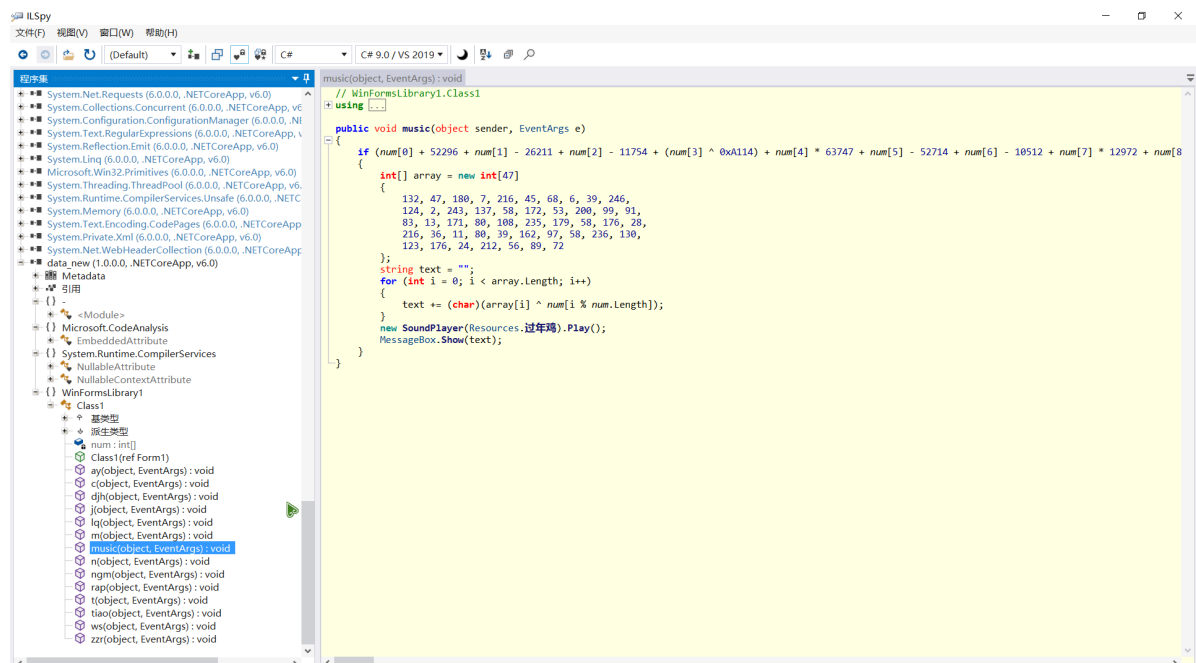 ILSpy
文件(F) 视图(V) 窗口(W) 帮助(H)
(Default) C# C# 9.0 / VS 2019
程序集
System.Net.Requests (6.0.0.0, .NETCoreApp, v6.0)
System.Collections.Concurrent (6.0.0.0, .NETCoreApp, v6
System.Configuration.ConfigurationManager (6.0.0.0, .NE
System.Text.RegularExpressions (6.0.0.0, .NETCoreApp, v
System.Reflection.Emit (6.0.0.0, .NETCoreApp, v6.0)
System.Linq (6.0.0.0, .NETCoreApp, v6.0)
Microsoft.Win32.Primitives (6.0.0.0, .NETCoreApp, v6.0)
System.Threading.ThreadPool (6.0.0.0, .NETCoreApp, v6.
System.Runtime.CompilerServices.Unsafe (6.0.0.0, .NETC
System.Memory (6.0.0.0, .NETCoreApp, v6.0)
System.Text.Encoding.CodePages (6.0.0.0, .NETCoreApp
System.Private.Xml (6.0.0.0, .NETCoreApp, v6.0)
System.Net.WebHeaderCollection (6.0.0.0, .NETCoreApp
data_new (1.0.0.0, .NETCoreApp, v6.0)
Metadata
引用
{ } -
<Module>
{ } Microsoft.CodeAnalysis
EmbeddedAttribute
{ } System.Runtime.CompilerServices
NullableAttribute
NullableContextAttribute
{ } WinFormsLibrary1
Class1
基类型
派生类型
num : int[]
Class1(ref Form1)
ay(object, EventArgs) : void
c(object, EventArgs) : void
djh(object, EventArgs) : void
j(object, EventArgs) : void
lq(object, EventArgs) : void
m(object, EventArgs) : void
music(object, EventArgs) : void
n(object, EventArgs) : void
ngm(object, EventArgs) : void
rap(object, EventArgs) : void
t(object, EventArgs) : void
tiao(object, EventArgs) : void
ws(object, EventArgs) : void
zzr(object, EventArgs) : void
music(object, EventArgs) : void
// WinFormsLibrary1.Class1
using ...
public void music(object sender, EventArgs e)
{
if (num[0] + 52296 + num[1] - 26211 + num[2] - 11754 + (num[3] ^ 0xA114) + num[4] * 63747 + num[5] - 52714 + num[6] - 10512 + num[7] * 12972 + num[8
{
int[] array = new int[47]
{
132, 47, 180, 7, 216, 45, 68, 6, 39, 246,
124, 2, 243, 137, 58, 172, 53, 200, 99, 91,
83, 13, 171, 80, 108, 235, 179, 58, 176, 28,
216, 36, 11, 80, 39, 162, 97, 58, 236, 130,
123, 176, 24, 212, 56, 89, 72
};
string text = "";
for (int i = 0; i < array.Length; i++)
{
text += (char)(array[i] ^ num[i % num.Length]);
}
new SoundPlayer(Resources.过年鸡).Play();
MessageBox.Show(text);
}
}